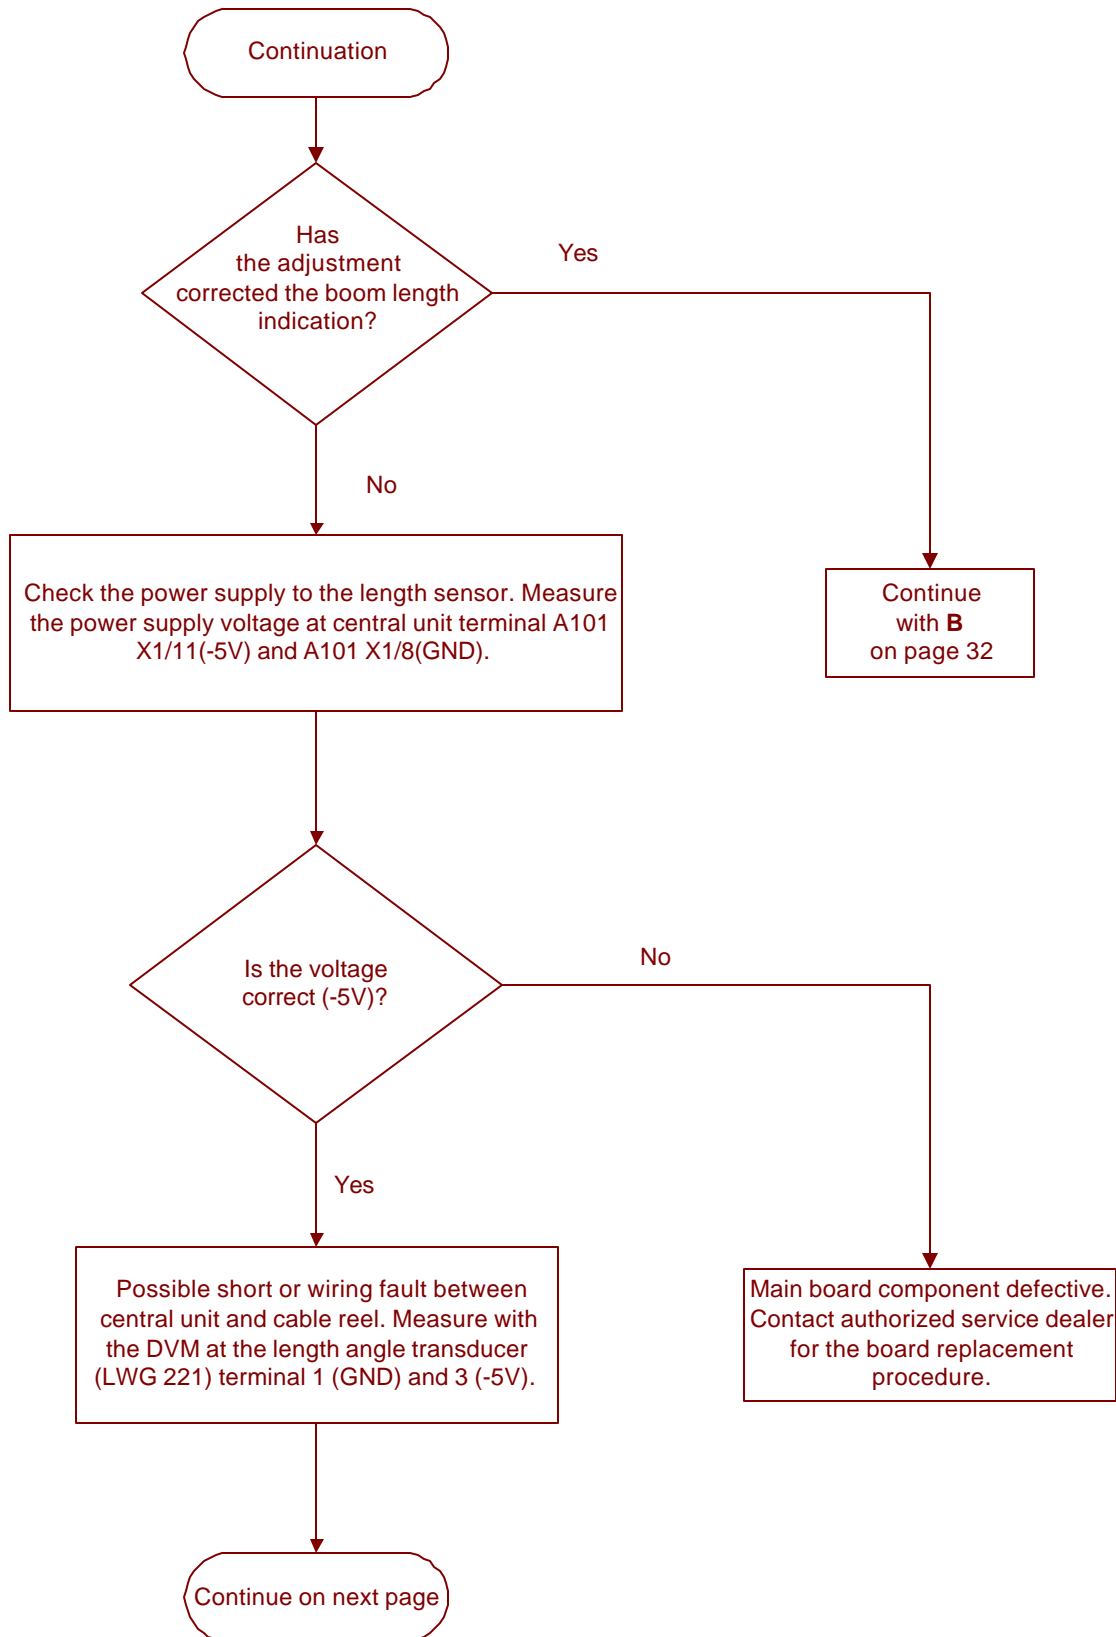 Continuation
Has
the adjustment
corrected the boom length
indication?
Yes
No
Check the power supply to the length sensor. Measure
the power supply voltage at central unit terminal A101
X1/11(-5V) and A101 X1/8(GND).
Continue
with B
on page 32
Is the voltage
correct (-5V)?
No
Yes
Possible short or wiring fault between
central unit and cable reel. Measure with
the DVM at the length angle transducer
(LWG 221) terminal 1 (GND) and 3 (-5V).
Main board component defective.
Contact authorized service dealer
for the board replacement
procedure.
Continue on next page